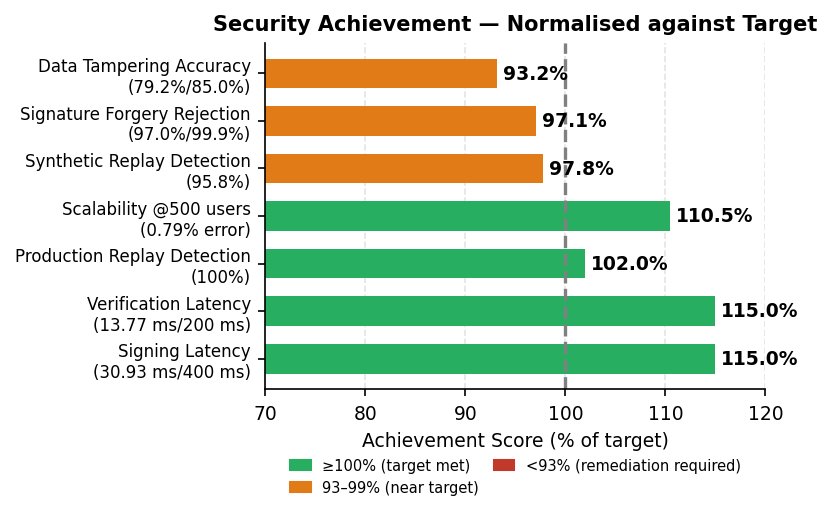 Security Achievement — Normalised against Target
Data Tampering Accuracy
(79.2%/85.0%)
93.2%
Signature Forgery Rejection
(97.0%/99.9%)
97.1%
Synthetic Replay Detection
(95.8%)
97.8%
Scalability @500 users
(0.79% error)
110.5%
Production Replay Detection
(100%)
102.0%
Verification Latency
(13.77 ms/200 ms)
115.0%
Signing Latency
(30.93 ms/400 ms)
115.0%
70 80 90 100 110 120
Achievement Score (% of target)
≥100% (target met)
<93% (remediation required)
93–99% (near target)